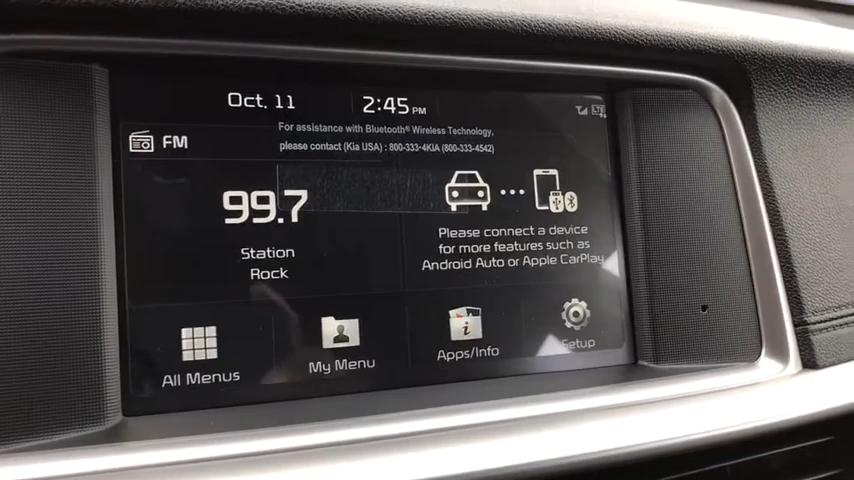 Oct. 11
2:45 PM
LTE
For assistance with Bluetooth® Wireless Technology,
please contact (Kia USA) : 800-333-4KIA (800-333-4542)
FM
99.7
Station
Rock
Please connect a device
for more features such as
Android Auto or Apple CarPlay.
All Menus
My Menu
Apps/Info
Setup